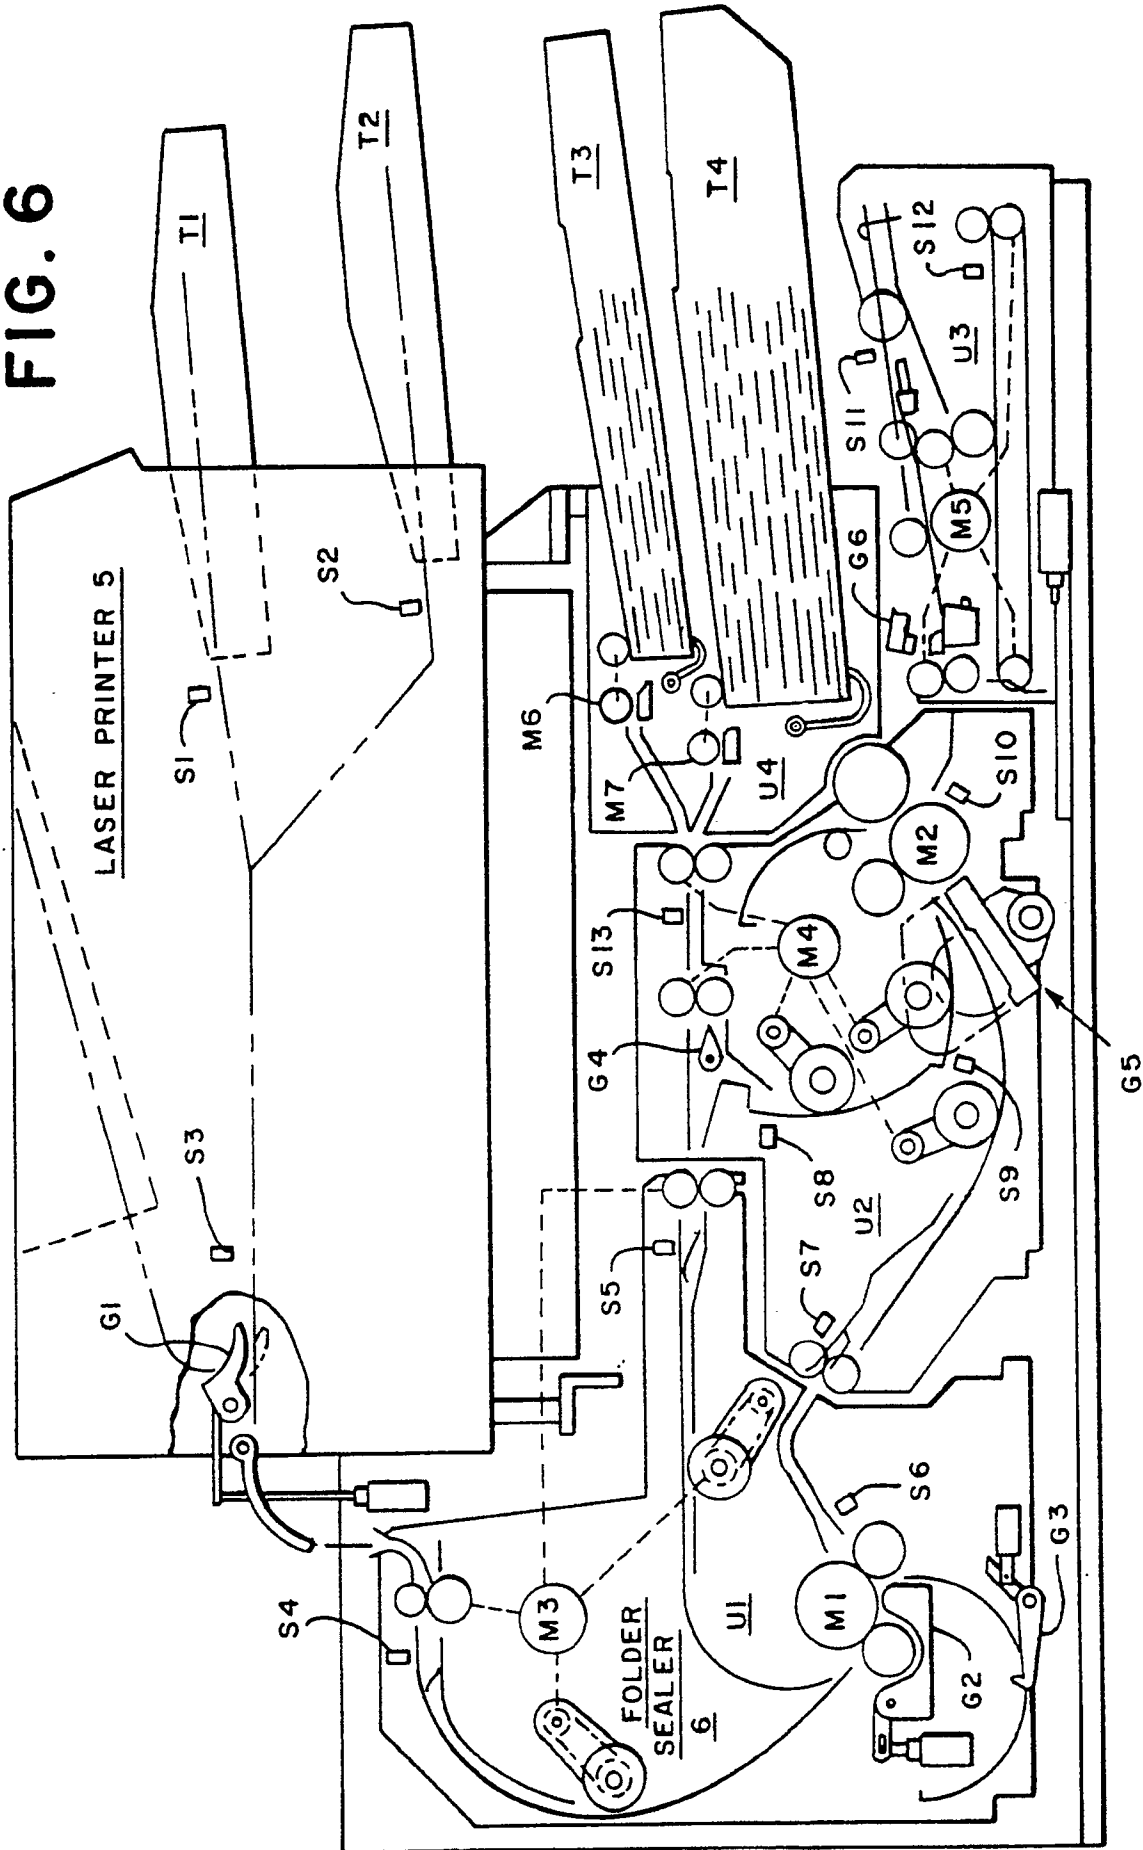 FIG. 6
T1
T2
T3
T4
LASER PRINTER 5
S1
S2
S3
G1
S4
M3
FOLDER
SEALER
6
S5
U1
M1
G2
G3
S6
S7
U2
S8
S9
G4
S13
M4
G5
M2
S10
M6
M7
U4
G6
M5
S11
U3
S12